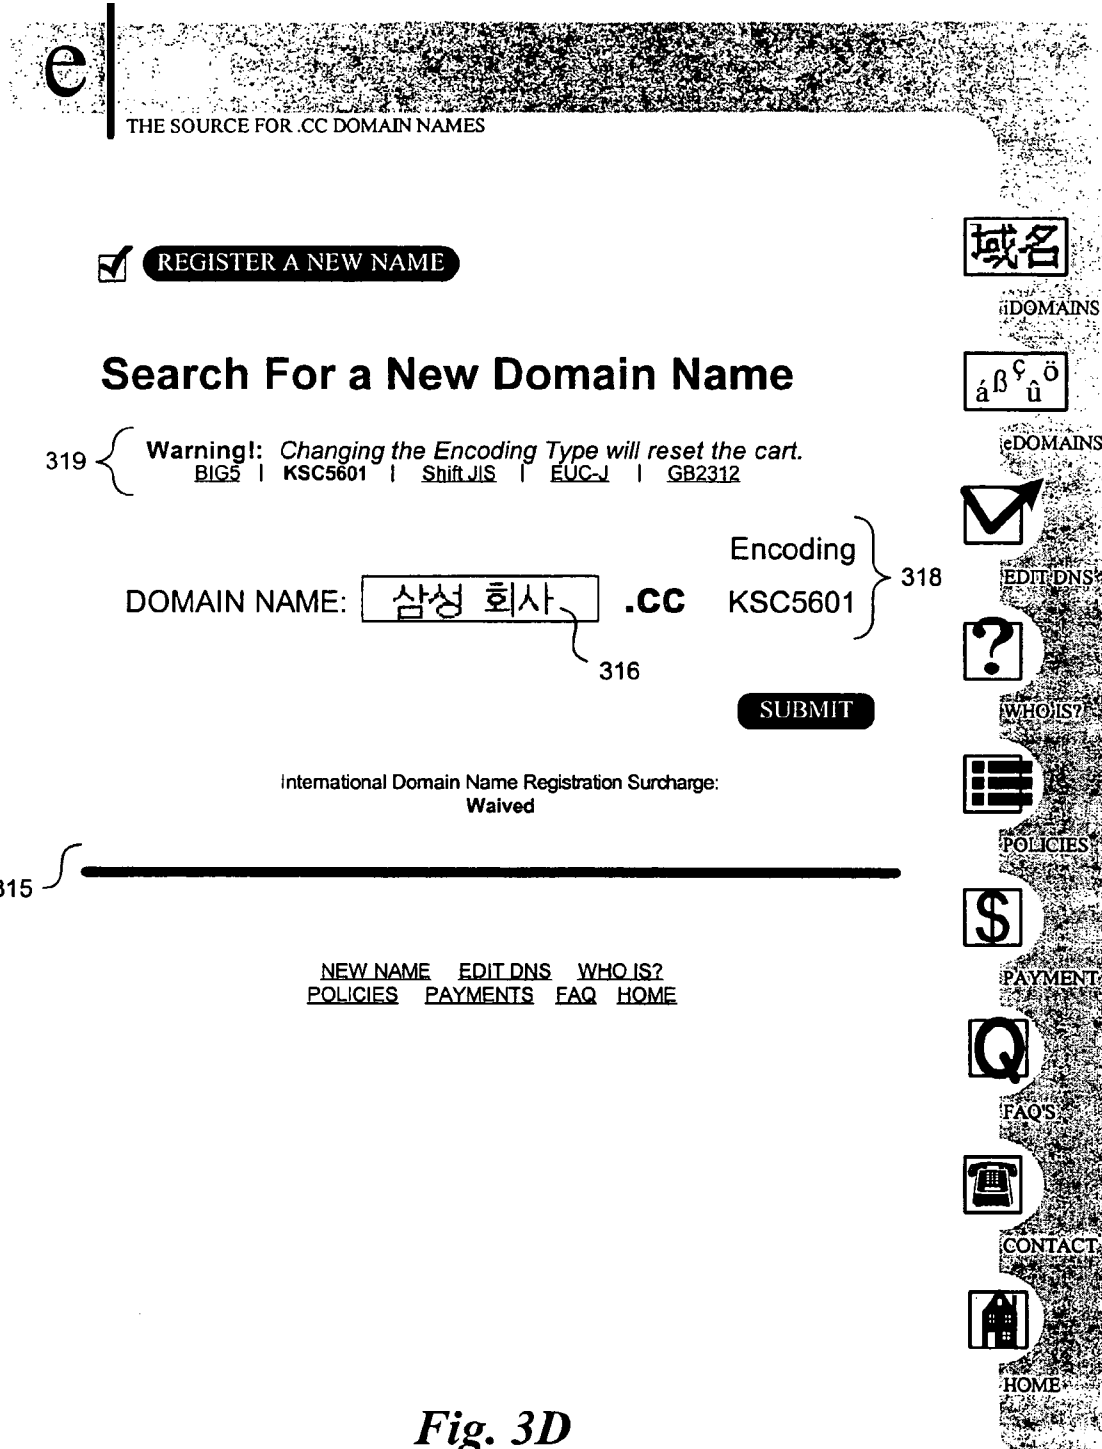 e
THE SOURCE FOR .CC DOMAIN NAMES
REGISTER A NEW NAME
Search For a New Domain Name
319
Warning!: Changing the Encoding Type will reset the cart.
BIG5 | KSC5601 | Shift JIS | EUC-J | GB2312
Encoding
318
DOMAIN NAME: 삼성 회사 .CC KSC5601
316
SUBMIT
International Domain Name Registration Surcharge:
Waived
315
NEW NAME EDIT DNS WHO IS?
POLICIES PAYMENTS FAQ HOME
域名
iDOMAINS
á ß ç û ö
eDOMAINS
EDIT DNS
?
WHO IS?
POLICIES
$
PAYMENT
Q
FAQ'S
CONTACT
HOME
Fig. 3D